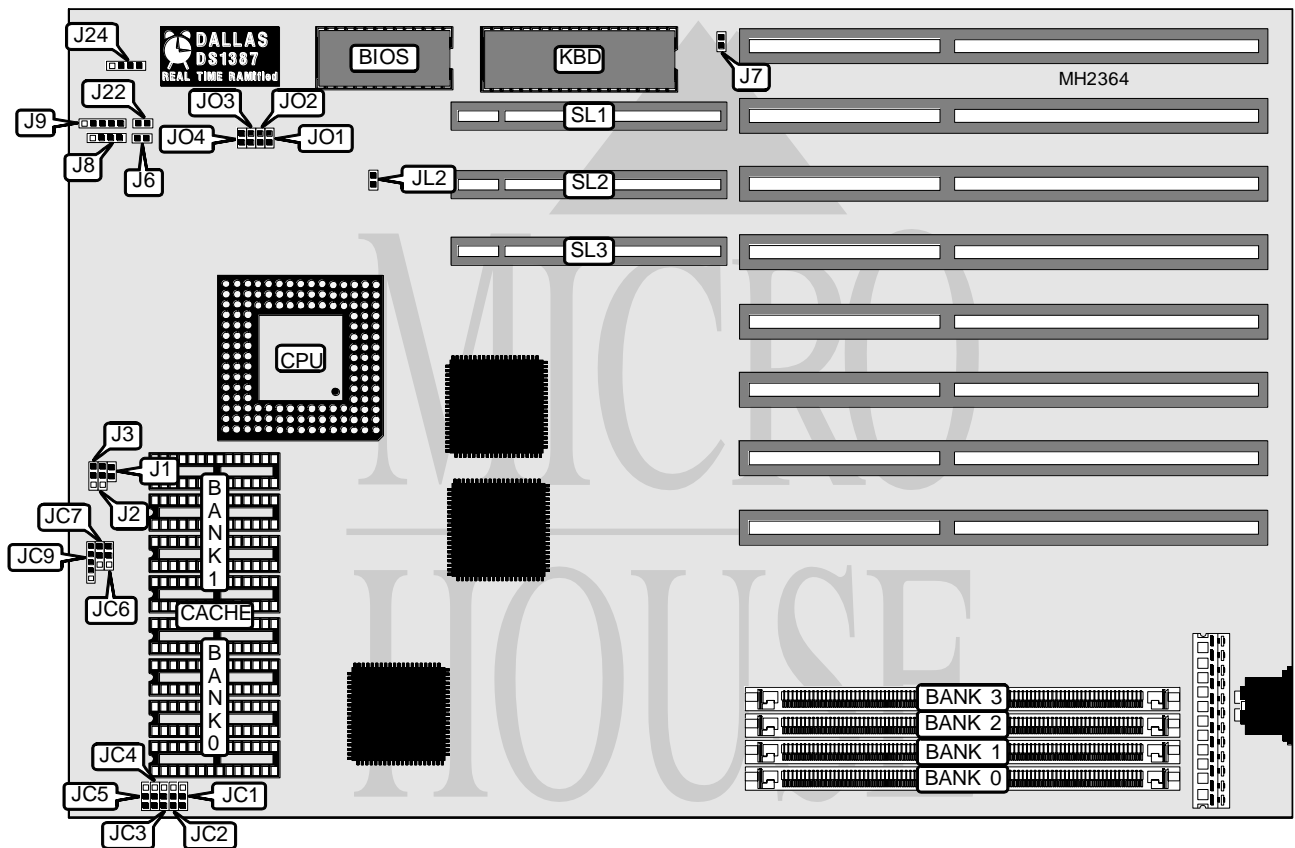 J24
DALLAS
DS1387
REAL TIME RAMified
BIOS
KBD
J7
MH2364
J22
JO3
JO2
J9
JO4
JO1
SL1
J8
J6
JL2
SL2
SL3
CPU
J3
J1
J2
BANK 1
JC7
JC9
JC6
CACHE
BANK 0
JC4
JC5
JC1
JC3
JC2
BANK 3
BANK 2
BANK 1
BANK 0
MICRO
HOUSE